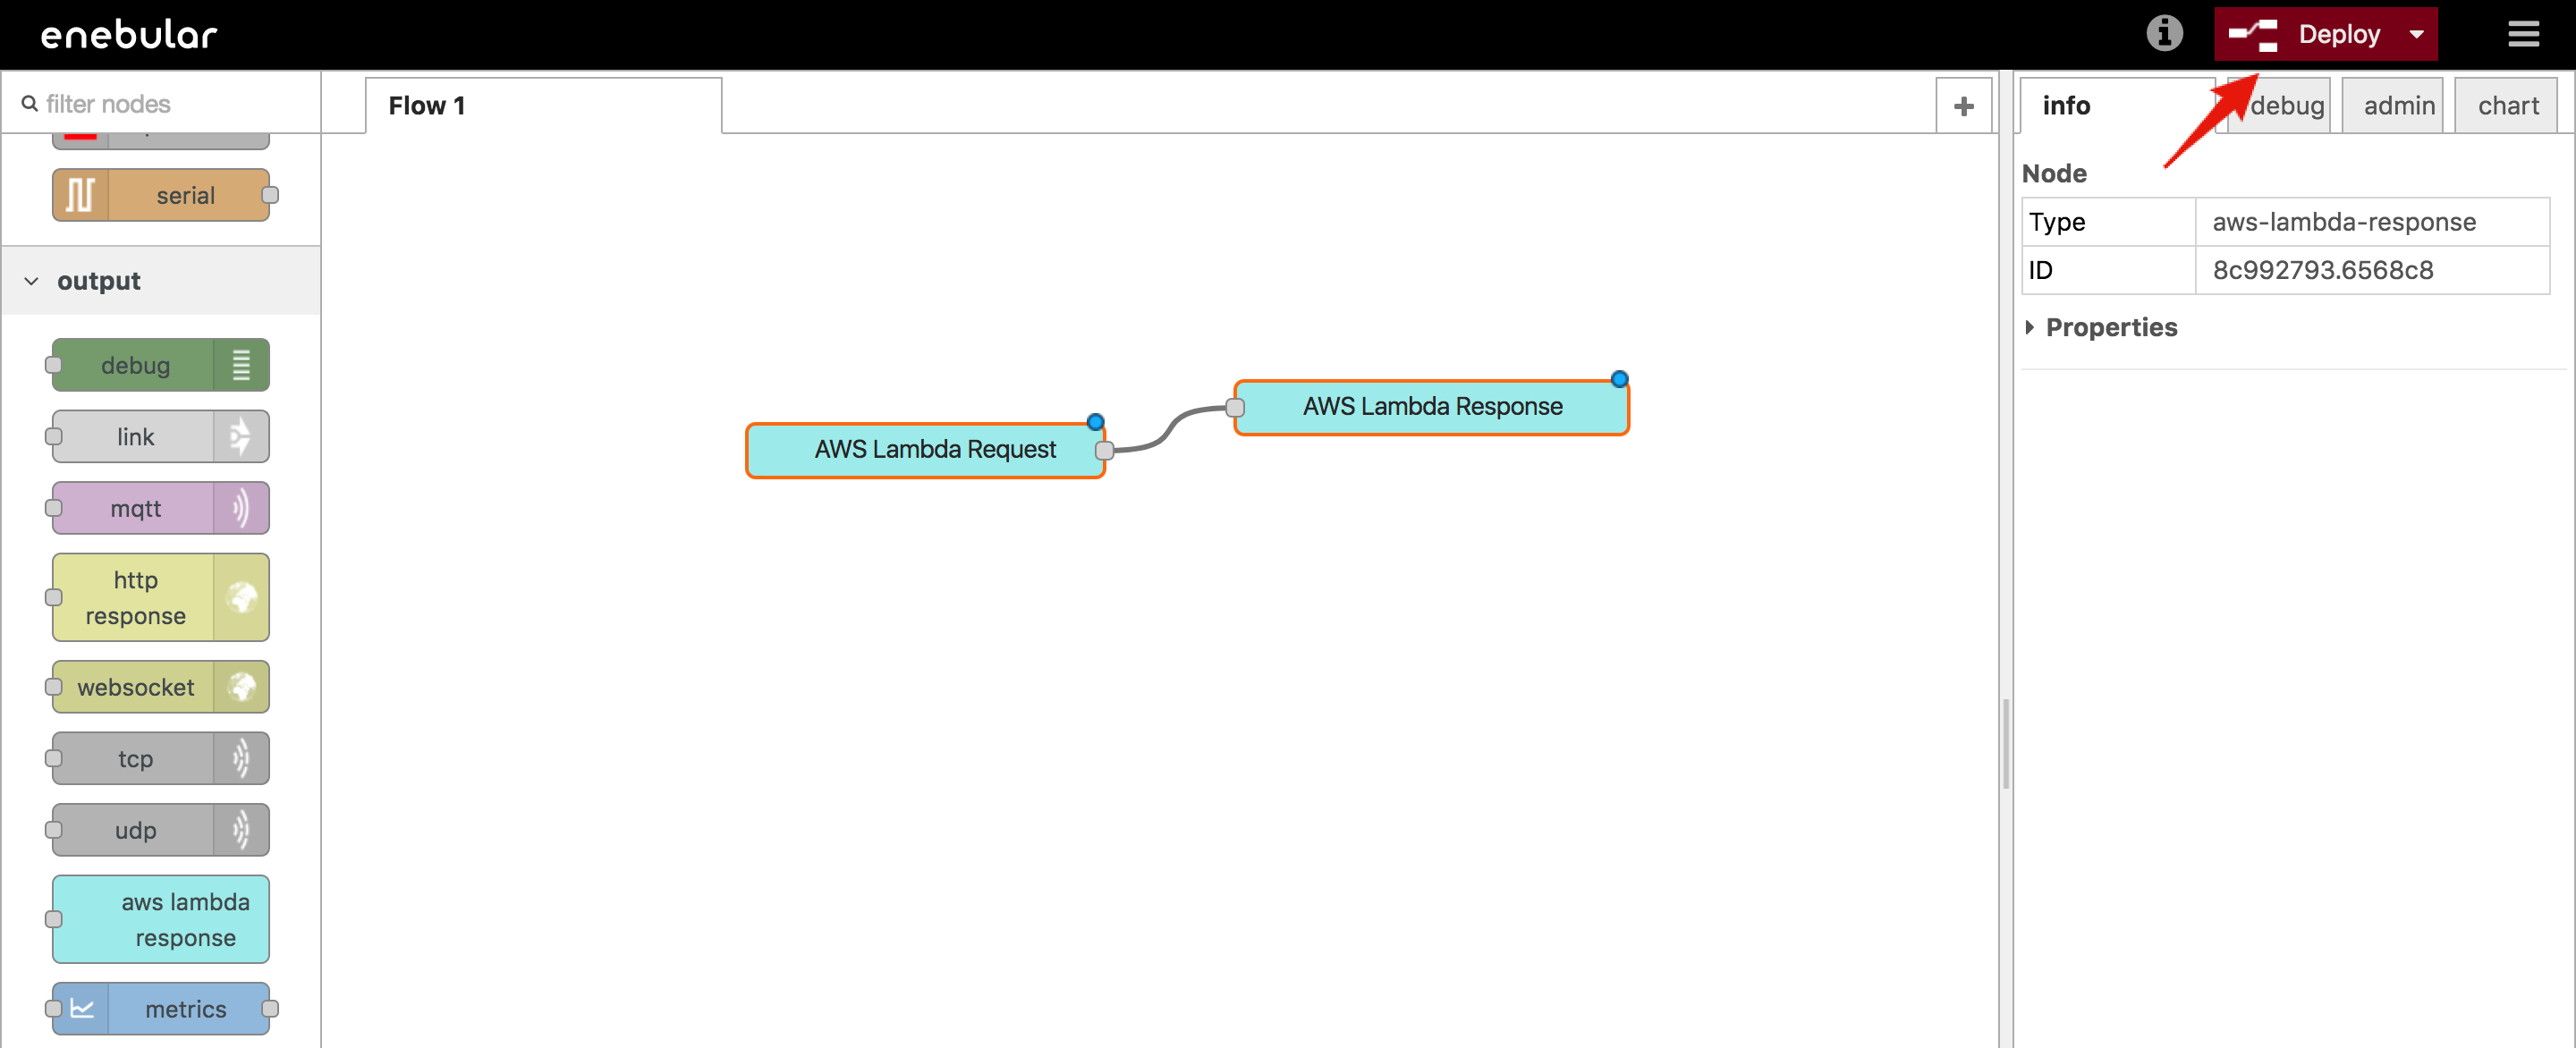 enebular
Deploy
filter nodes
Flow 1
info
debug
admin
chart
serial
output
debug
link
mqtt
http
response
websocket
tcp
udp
aws lambda
response
metrics
AWS Lambda Request
AWS Lambda Response
Node
Type
aws-lambda-response
ID
8c992793.6568c8
Properties